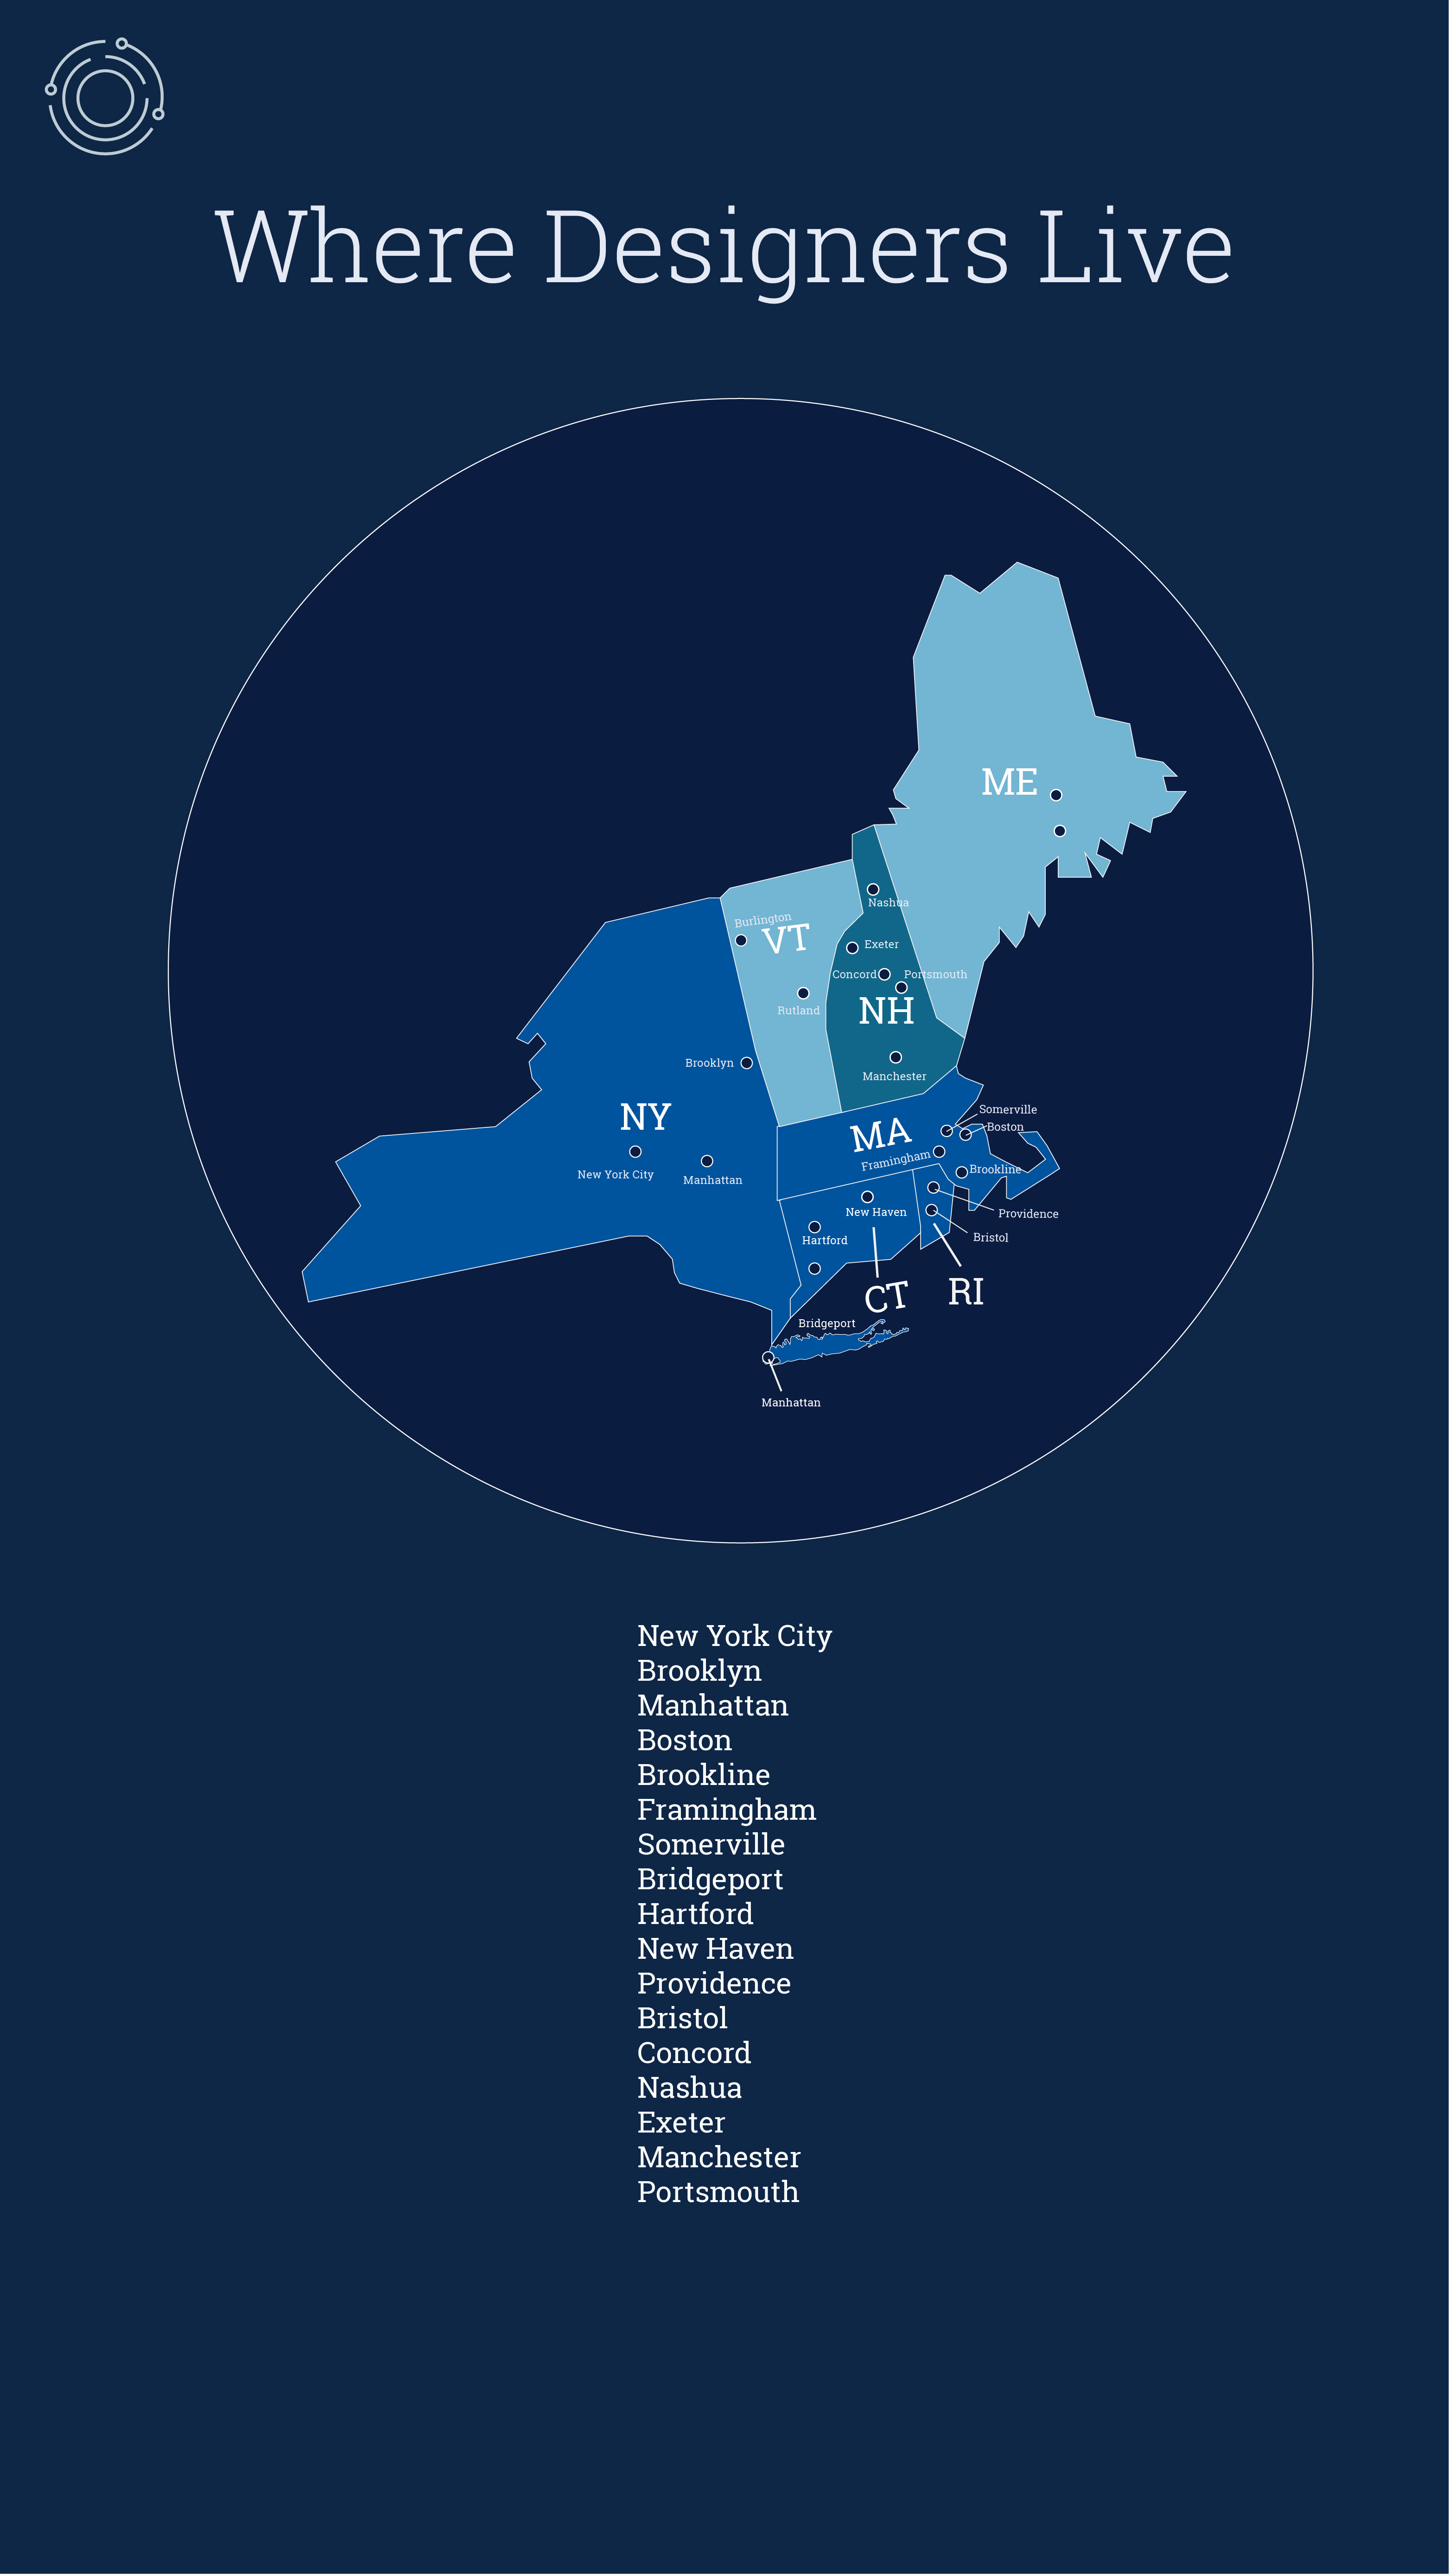 Where Designers Live
ME
Nashua
Burlington
VT
Exeter
Concord
Portsmouth
Rutland
NH
Brooklyn
Manchester
NY
Somerville
Boston
MA
Framingham
Brookline
New York City
Manhattan
New Haven
Providence
Hartford
Bristol
CT
RI
Bridgeport
Manhattan
New York City
Brooklyn
Manhattan
Boston
Brookline
Framingham
Somerville
Bridgeport
Hartford
New Haven
Providence
Bristol
Concord
Nashua
Exeter
Manchester
Portsmouth